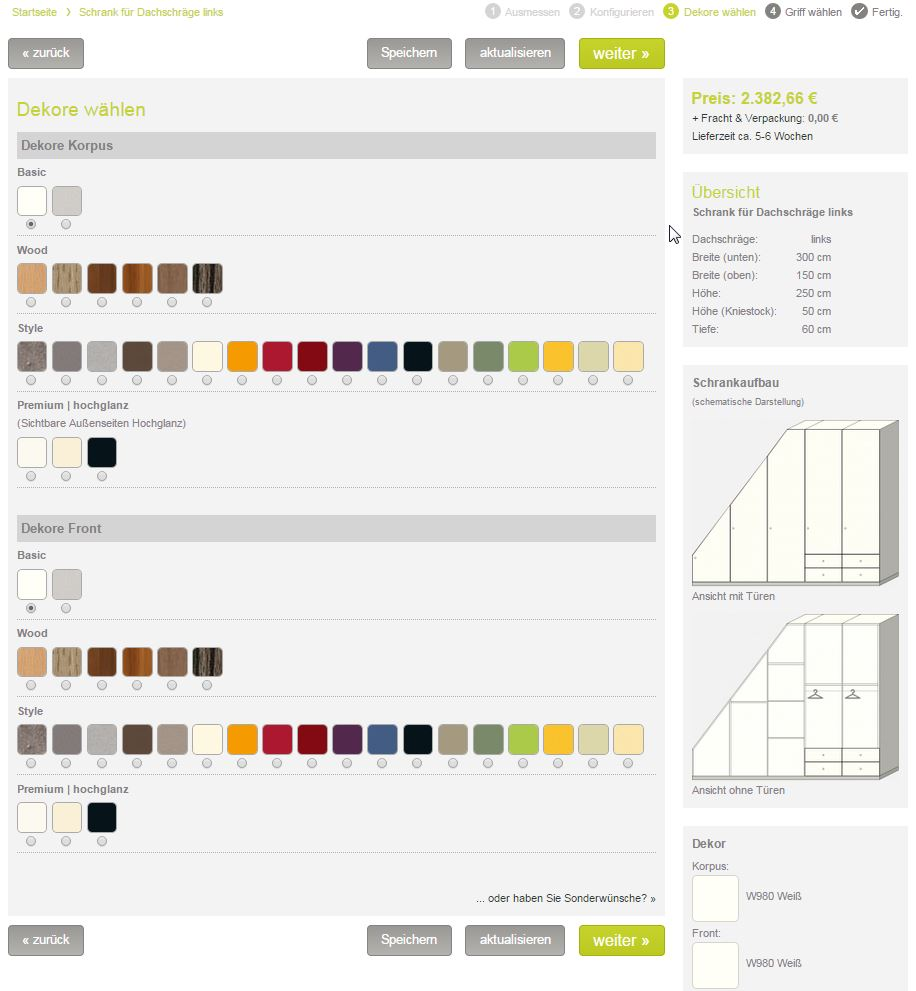 Startseite › Schrank für Dachschräge links
1 Ausmessen 2 Konfigurieren 3 Dekore wählen 4 Griff wählen ✓ Fertig.
« zurück Speichern aktualisieren weiter »
Dekore wählen
Dekore Korpus
Basic
Wood
Style
Premium | hochglanz
(Sichtbare Außenseiten Hochglanz)
Dekore Front
Basic
Wood
Style
Premium | hochglanz
... oder haben Sie Sonderwünsche? »
« zurück Speichern aktualisieren weiter »
Preis: 2.382,66 €
+ Fracht & Verpackung: 0,00 €
Lieferzeit ca. 5-6 Wochen
Übersicht
Schrank für Dachschräge links
Dachschräge: links
Breite (unten): 300 cm
Breite (oben): 150 cm
Höhe: 250 cm
Höhe (Kniestock): 50 cm
Tiefe: 60 cm
Schrankaufbau
(schematische Darstellung)
Ansicht mit Türen
Ansicht ohne Türen
Dekor
Korpus:
W980 Weiß
Front:
W980 Weiß